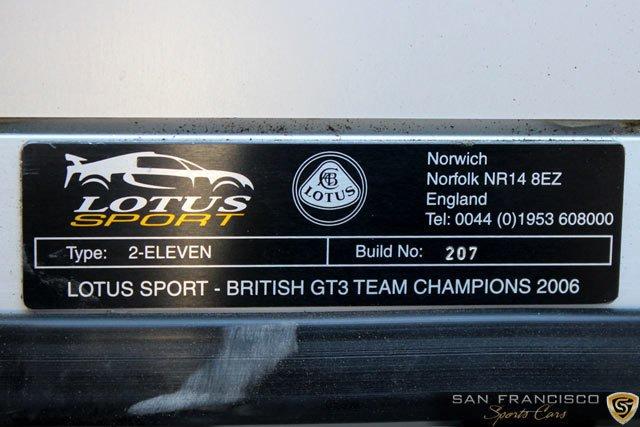 LOTUS
SPORT
LOTUS
Norwich
Norfolk NR14 8EZ
England
Tel: 0044 (0)1953 608000
Type: 2-ELEVEN
Build No: 207
LOTUS SPORT - BRITISH GT3 TEAM CHAMPIONS 2006
SAN FRANCISCO
Sports Cars